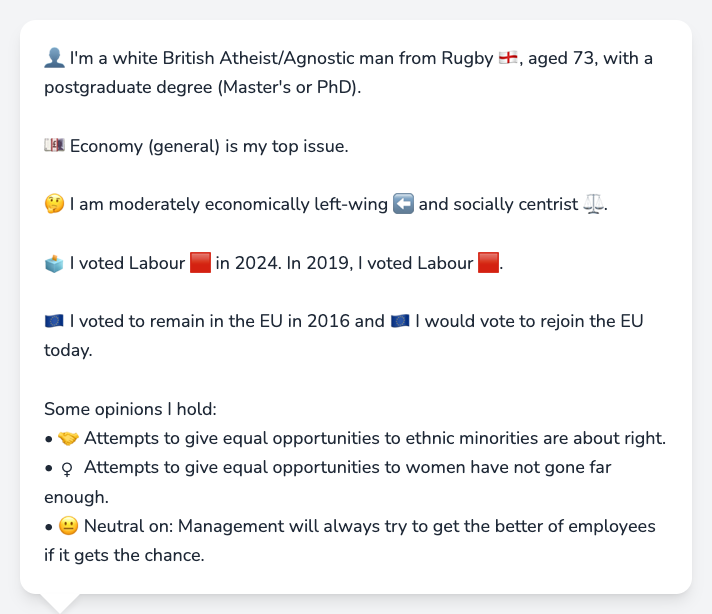 👤 I'm a white British Atheist/Agnostic man from Rugby 🏴󠁧󠁢󠁥󠁮󠁧󠁿, aged 73, with a
postgraduate degree (Master's or PhD).
💷 Economy (general) is my top issue.
🤔 I am moderately economically left-wing ⬅️ and socially centrist ⚖️.
🗳️ I voted Labour 🟥 in 2024. In 2019, I voted Labour 🟥.
🇪🇺 I voted to remain in the EU in 2016 and 🇪🇺 I would vote to rejoin the EU
today.
Some opinions I hold:
• 🤝 Attempts to give equal opportunities to ethnic minorities are about right.
• ♀ Attempts to give equal opportunities to women have not gone far
enough.
• 😐 Neutral on: Management will always try to get the better of employees
if it gets the chance.